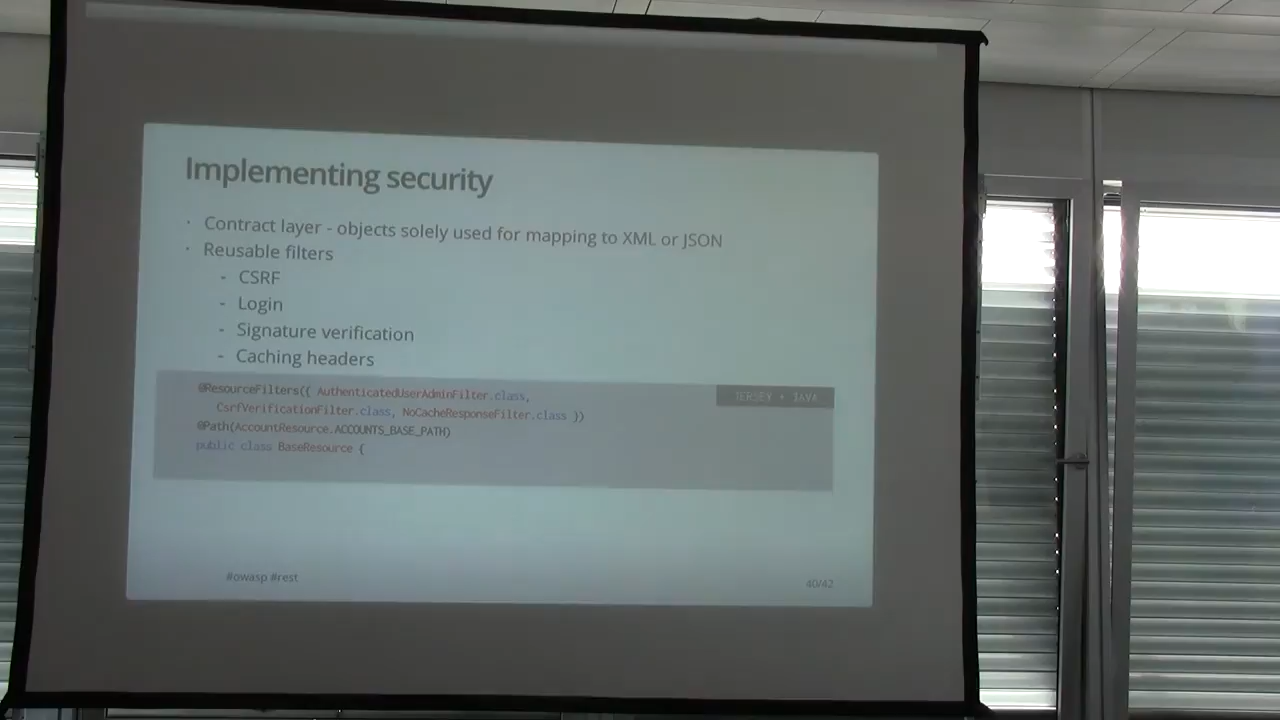 Implementing security
· Contract layer - objects solely used for mapping to XML or JSON
· Reusable filters
- CSRF
- Login
- Signature verification
- Caching headers
JERSEY + JAVA
@ResourceFilters({ AuthenticatedUserAdminFilter.class,
CsrfVerificationFilter.class, NoCacheResponseFilter.class })
@Path(AccountResource.ACCOUNTS_BASE_PATH)
public class BaseResource {
#owasp #rest
40/42